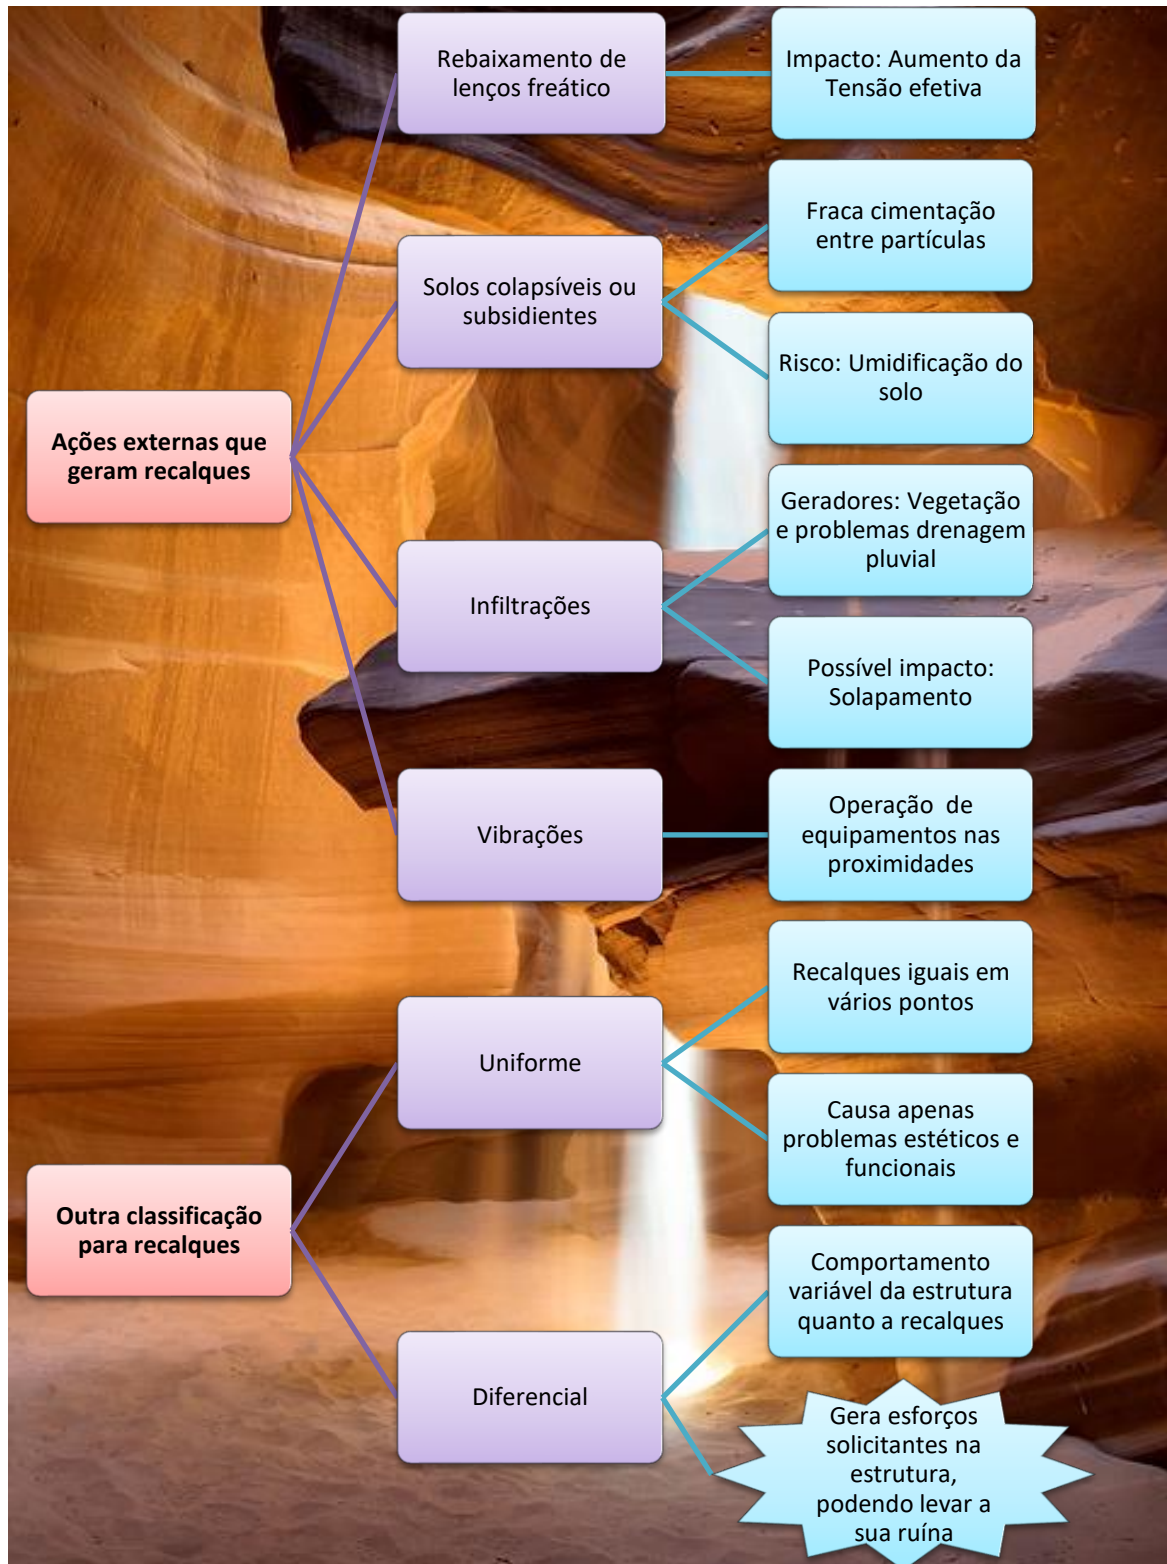 Rebaixamento de
lenços freático
Impacto: Aumento da
Tensão efetiva
Fraca cimentação
entre partículas
Solos colapsíveis ou
subsidientes
Risco: Umidificação do
solo
Ações externas que
geram recalques
Geradores: Vegetação
e problemas drenagem
pluvial
Infiltrações
Possível impacto:
Solapamento
Vibrações
Operação de
equipamentos nas
proximidades
Recalques iguais em
vários pontos
Uniforme
Causa apenas
problemas estéticos e
funcionais
Outra classificação
para recalques
Comportamento
variável da estrutura
quanto a recalques
Diferencial
Gera esforços
solicitantes na
estrutura,
podendo levar a
sua ruína